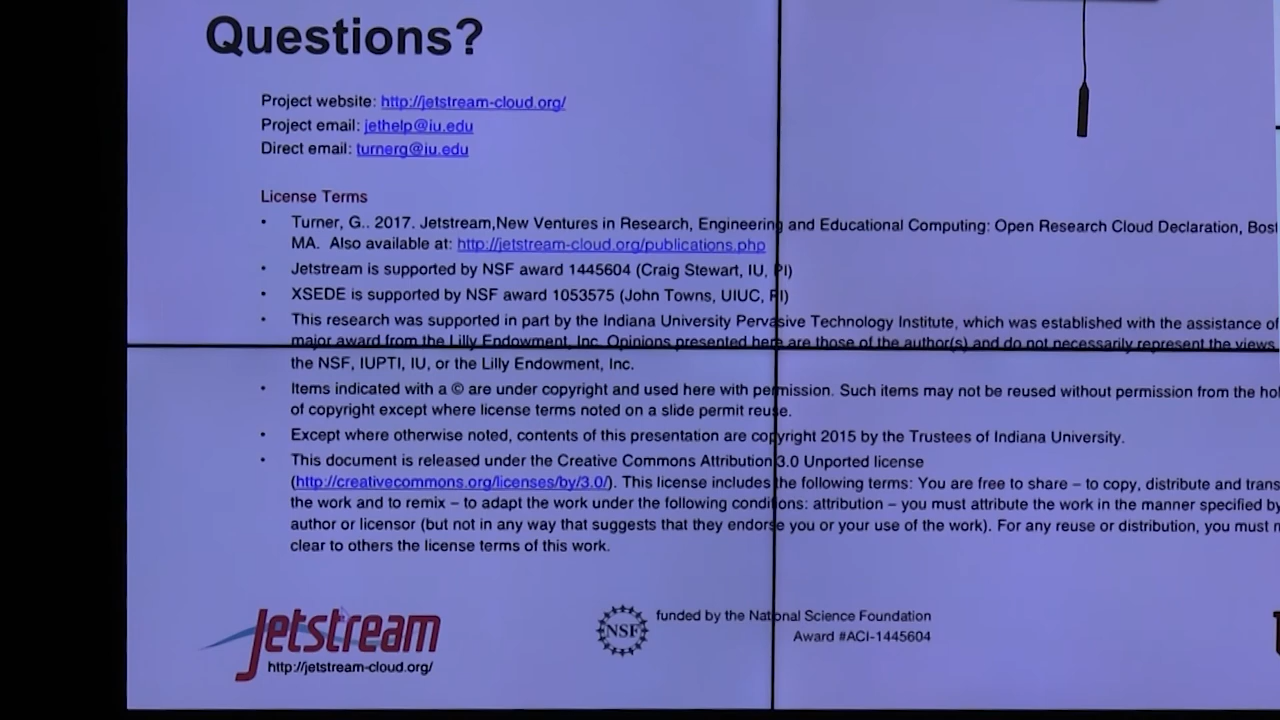 Questions?
Project website: http://jetstream-cloud.org/
Project email: jethelp@iu.edu
Direct email: turnerg@iu.edu
License Terms
• Turner, G.. 2017. Jetstream,New Ventures in Research, Engineering and Educational Computing: Open Research Cloud Declaration,
MA. Also available at: http://jetstream-cloud.org/publications.php
• Jetstream is supported by NSF award 1445604 (Craig Stewart, IU, PI)
• XSEDE is supported by NSF award 1053575 (John Towns, UIUC, PI)
• This research was supported in part by the Indiana University Pervasive Technology Institute, which was established with the assistance of
major award from the Lilly Endowment, Inc. Opinions presented here are those of the author(s) and do not necessarily represent the views
the NSF, IUPTI, IU, or the Lilly Endowment, Inc.
• Items indicated with a © are under copyright and used here with permission. Such items may not be reused without permission from the
of copyright except where license terms noted on a slide permit reuse.
• Except where otherwise noted, contents of this presentation are copyright 2015 by the Trustees of Indiana University.
• This document is released under the Creative Commons Attribution 3.0 Unported license
(http://creativecommons.org/licenses/by/3.0/). This license includes the following terms: You are free to share – to copy, distribute and
the work and to remix – to adapt the work under the following conditions: attribution – you must attribute the work in the manner specified by
author or licensor (but not in any way that suggests that they endorse you or your use of the work). For any reuse or distribution, you must
clear to others the license terms of this work.
Jetstream
http://jetstream-cloud.org/
NSF
funded by the National Science Foundation
Award #ACI-1445604